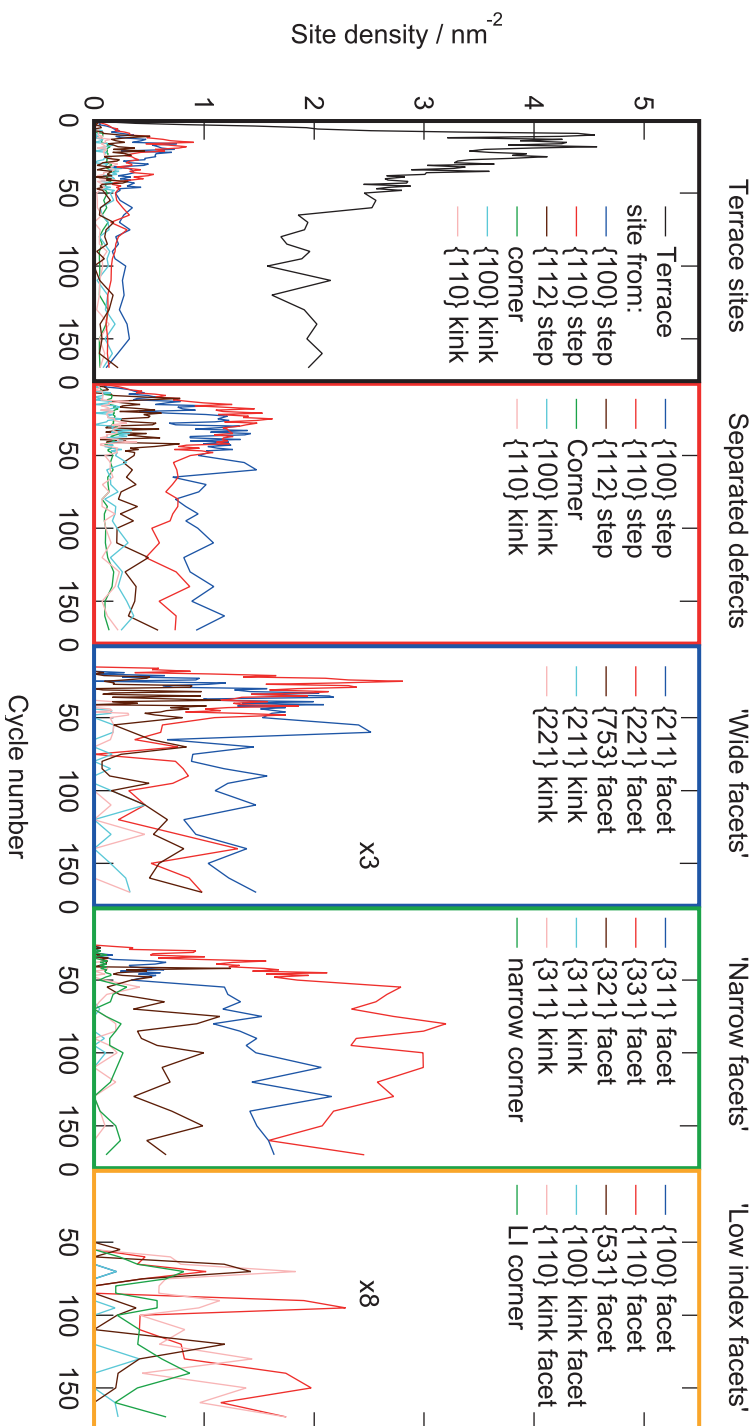 Site density / nm-2
0
1
2
3
4
5
Terrace sites
Terrace
site from:
{100} step
{110} step
{112} step
corner
{100} kink
{110} kink
0
50
100
150
Separated defects
{100} step
{110} step
{112} step
Corner
{100} kink
{110} kink
0
50
100
150
'Wide facets'
{211} facet
{221} facet
{753} facet
{211} kink
{221} kink
x3
0
50
100
150
'Narrow facets'
{311} facet
{331} facet
{321} facet
{311} kink
{311} kink
narrow corner
0
50
100
150
'Low index facets'
{100} facet
{110} facet
{531} facet
{100} kink facet
{110} kink facet
LI corner
x8
0
50
100
150
Cycle number